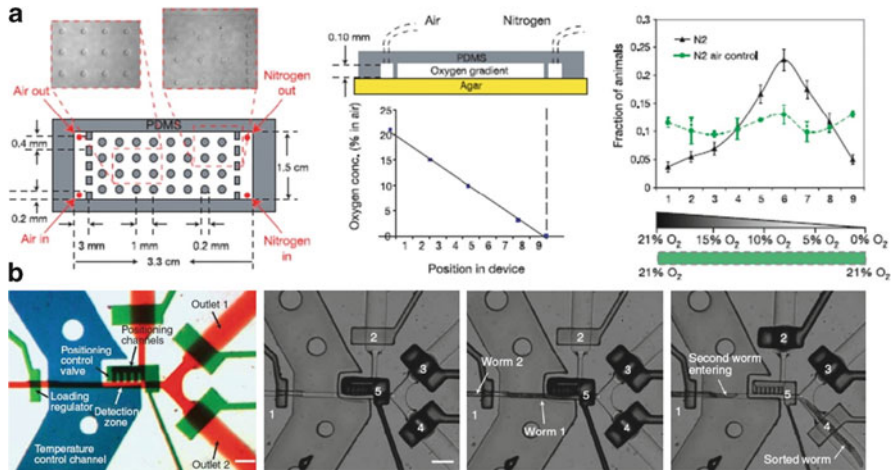 a
Air out
Nitrogen out
PDMS
0.4 mm
1.5 cm
0.2 mm
Air in
3 mm
1 mm
0.2 mm
Nitrogen in
3.3 cm
0.10 mm
Air
Nitrogen
PDMS
Oxygen gradient
Agar
Oxygen conc. (% in air)
25
20
15
10
5
0
1 2 3 4 5 6 7 8 9
Position in device
Fraction of animals
0,3
0,25
0,2
0,15
0,1
0,05
0
N2
N2 air control
1 2 3 4 5 6 7 8 9
21% O2 15% O2 10% O2 5% O2 0% O2
21% O2 21% O2
b
Outlet 1
Positioning channels
Positioning control valve
Loading regulator
Detection zone
Temperature control channel
Outlet 2
1
2
3
5
4
1
2
Worm 2
3
5
Worm 1
4
1
2
Second worm entering
3
5
4
Sorted worm